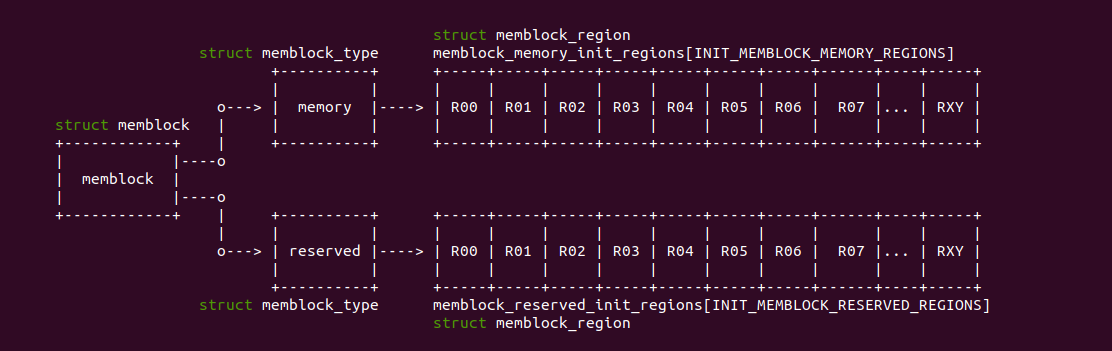 struct memblock_region
struct memblock_type memblock_memory_init_regions[INIT_MEMBLOCK_MEMORY_REGIONS]
o---> | memory |----> | R00 | R01 | R02 | R03 | R04 | R05 | R06 | R07 |... | RXY |
struct memblock
| |----o
| memblock |
| |----o
o---> | reserved |----> | R00 | R01 | R02 | R03 | R04 | R05 | R06 | R07 |... | RXY |
struct memblock_type memblock_reserved_init_regions[INIT_MEMBLOCK_RESERVED_REGIONS]
struct memblock_region